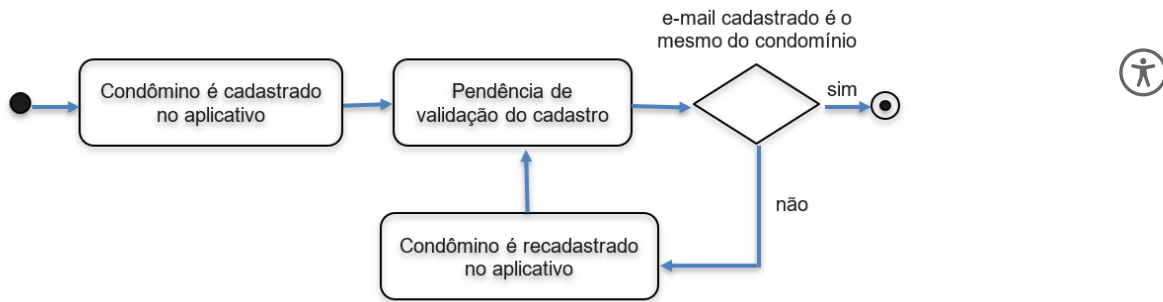 e-mail cadastrado é o
mesmo do condomínio
Condômino é cadastrado
no aplicativo
Pendência de
validação do cadastro
sim
não
Condômino é recadastrado
no aplicativo